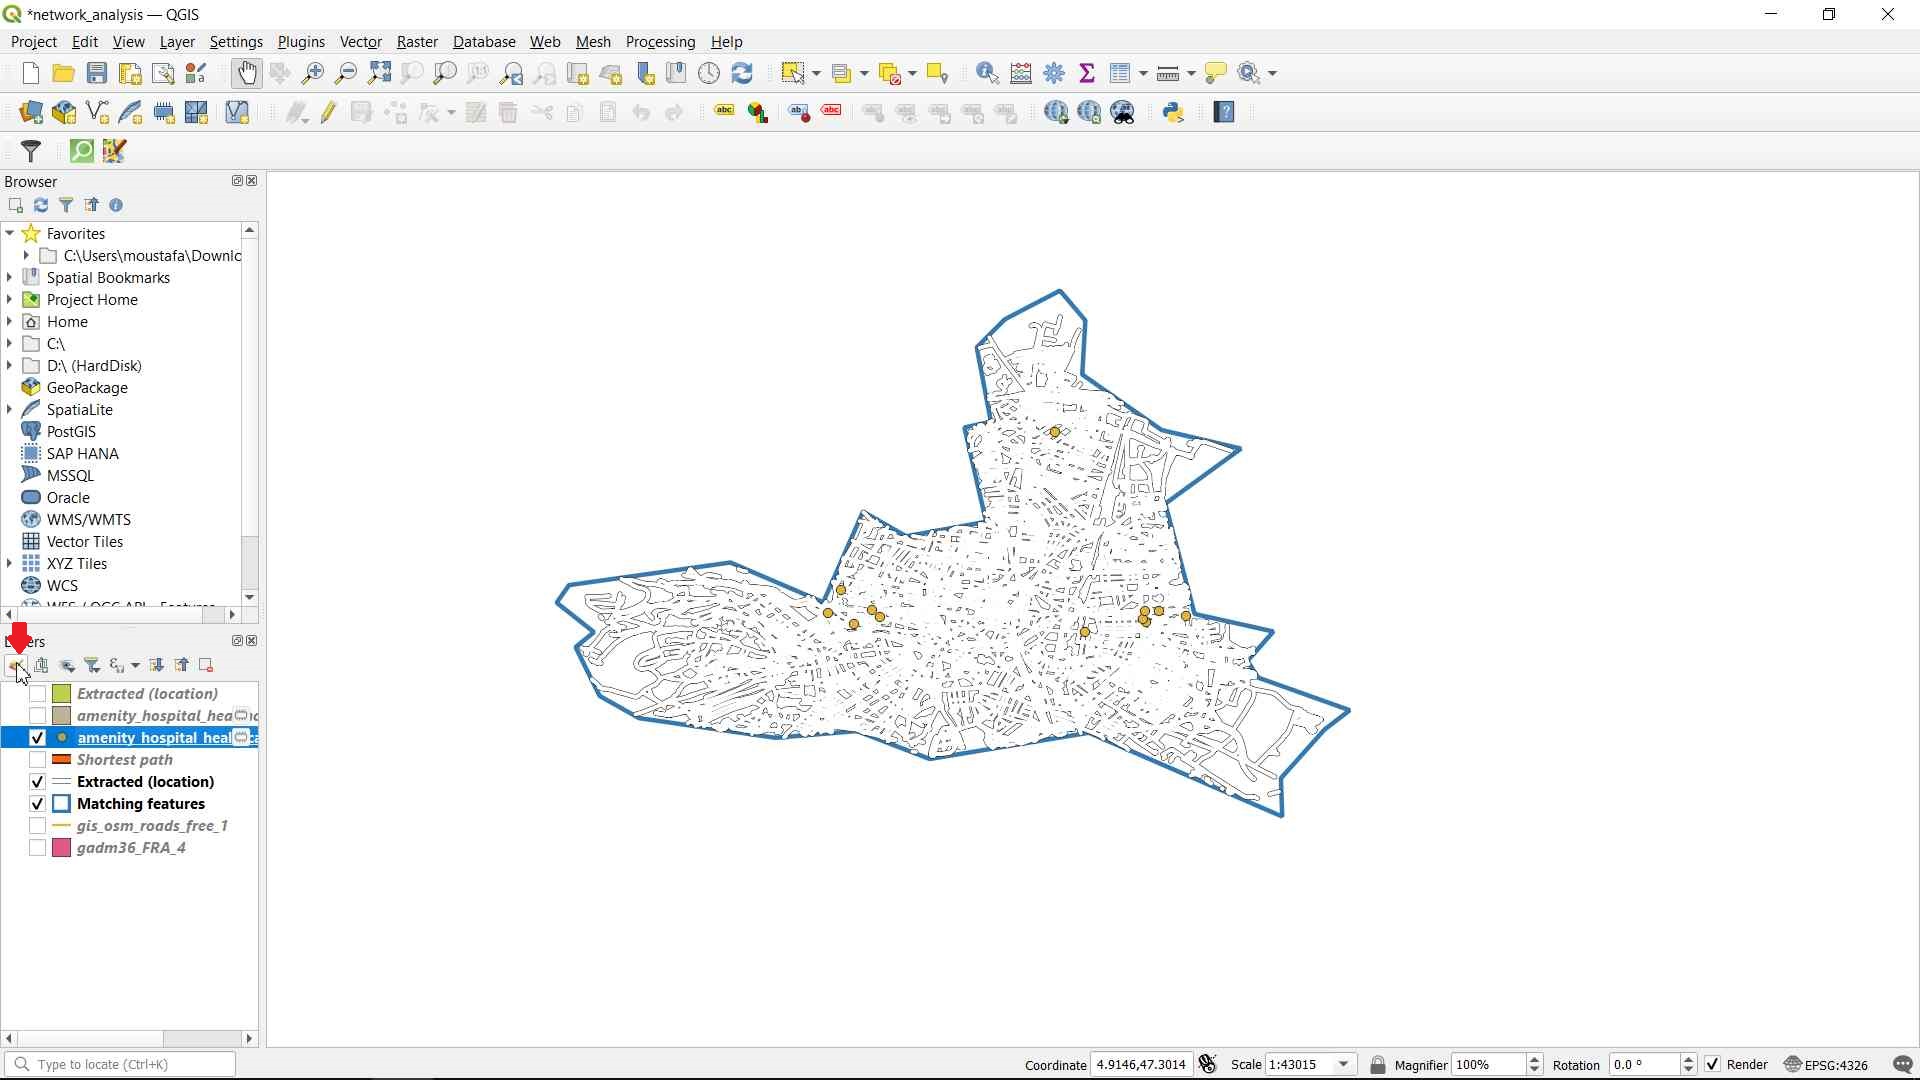 *network_analysis — QGIS
Project Edit View Layer Settings Plugins Vector Raster Database Web Mesh Processing Help
Browser
Favorites
C:\Users\moustafa\Downlc
Spatial Bookmarks
Project Home
Home
C:\
D:\ (HardDisk)
GeoPackage
SpatiaLite
PostGIS
SAP HANA
MSSQL
Oracle
WMS/WMTS
Vector Tiles
XYZ Tiles
WCS
Extracted (location)
amenity_hospital_hea
amenity_hospital_heal
Shortest path
Extracted (location)
Matching features
gis_osm_roads_free_1
gadm36_FRA_4
Type to locate (Ctrl+K)
Coordinate 4.9146,47.3014 Scale 1:43015 Magnifier 100% Rotation 0.0 ° Render EPSG:4326